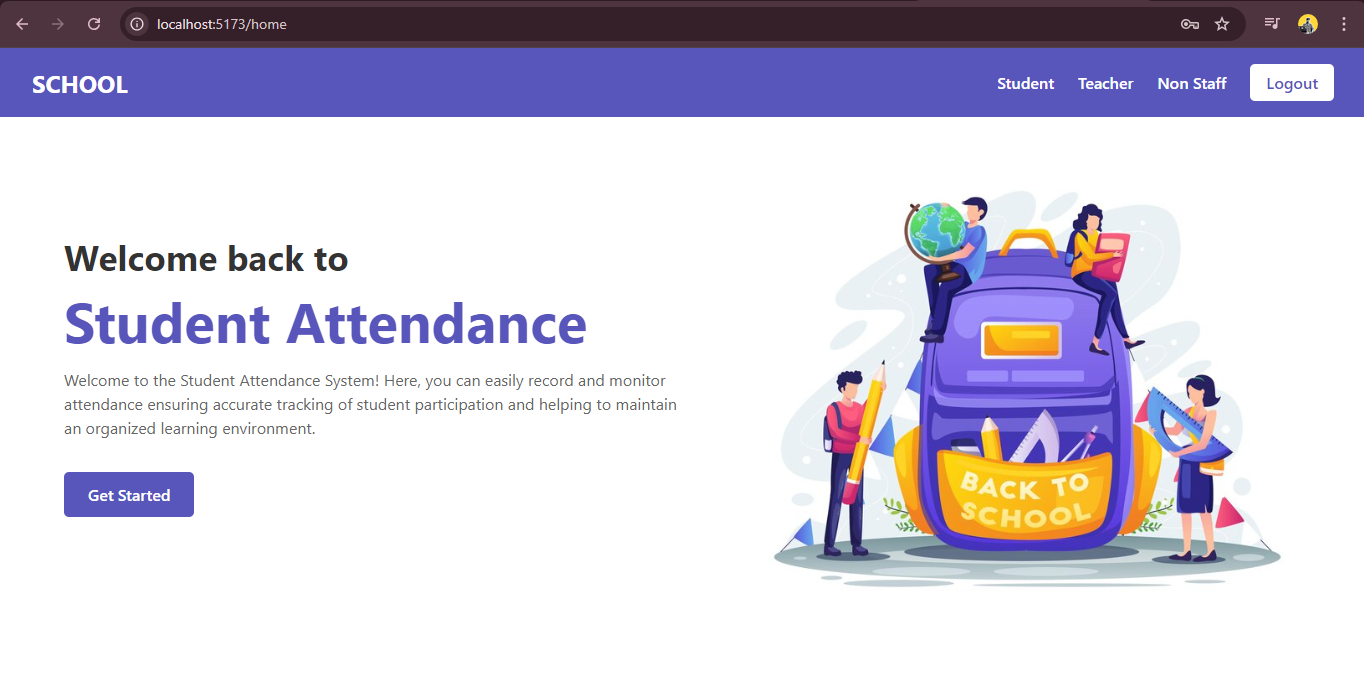 localhost:5173/home
SCHOOL
Student Teacher Non Staff Logout
Welcome back to
Student Attendance
Welcome to the Student Attendance System! Here, you can easily record and monitor
attendance ensuring accurate tracking of student participation and helping to maintain
an organized learning environment.
Get Started
BACK TO
SCHOOL